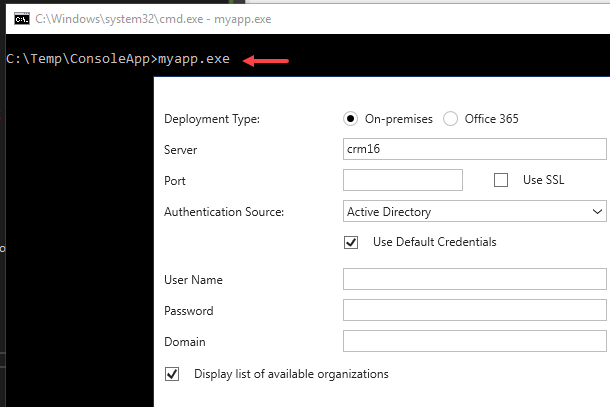 C:\Windows\system32\cmd.exe - myapp.exe
C:\Temp\ConsoleApp>myapp.exe
Deployment Type: On-premises Office 365
Server crm16
Port Use SSL
Authentication Source: Active Directory
Use Default Credentials
User Name
Password
Domain
Display list of available organizations